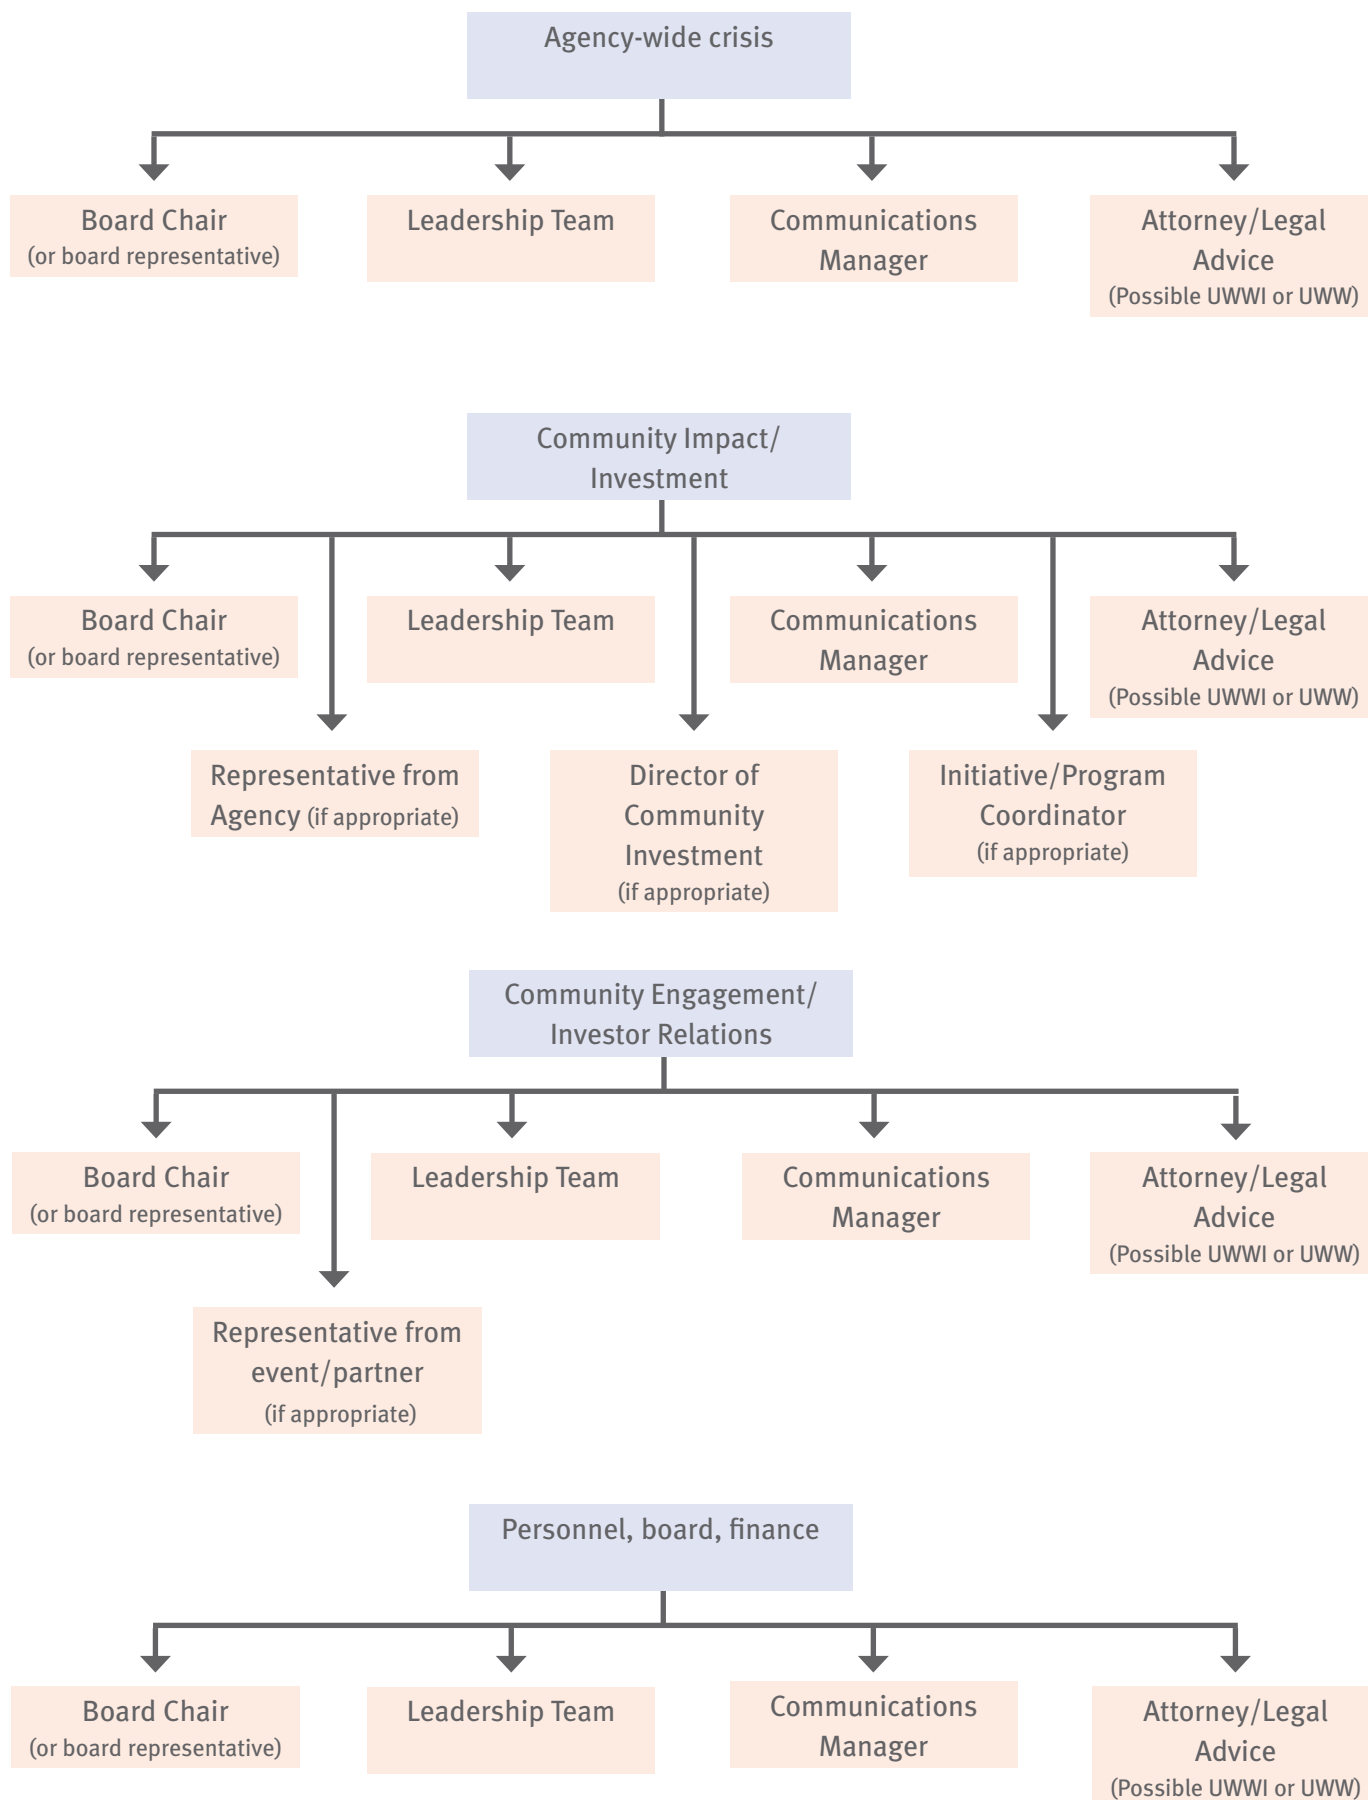 Agency-wide crisis
Board Chair
(or board representative)
Leadership Team
Communications
Manager
Attorney/Legal
Advice
(Possible UWWI or UWW)
Community Impact/
Investment
Board Chair
(or board representative)
Leadership Team
Communications
Manager
Attorney/Legal
Advice
(Possible UWWI or UWW)
Representative from
Agency (if appropriate)
Director of
Community
Investment
(if appropriate)
Initiative/Program
Coordinator
(if appropriate)
Community Engagement/
Investor Relations
Board Chair
(or board representative)
Leadership Team
Communications
Manager
Attorney/Legal
Advice
(Possible UWWI or UWW)
Representative from
event/partner
(if appropriate)
Personnel, board, finance
Board Chair
(or board representative)
Leadership Team
Communications
Manager
Attorney/Legal
Advice
(Possible UWWI or UWW)